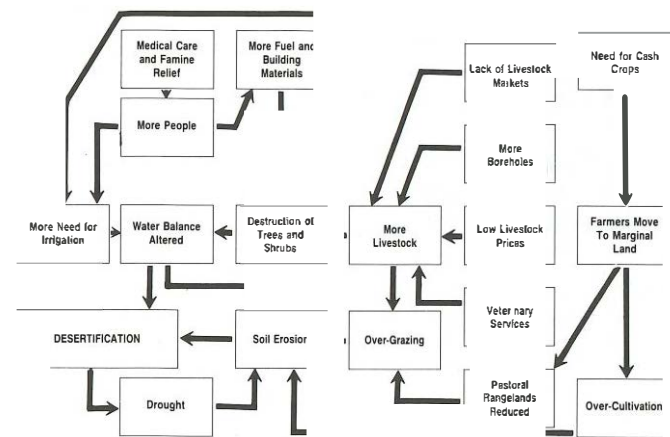 Medical Care
and Famine
Relief
More Fuel and
Building
Materials
More People
More Need for
Irrigation
Water Balance
Altered
Destruction of
Trees and
Shrubs
DESERTIFICATION
Soil Erosion
Drought
Lack of Livestock
Markets
Need for Cash
Crops
More
Boreholes
More
Livestock
Low Livestock
Prices
Farmers Move
To Marginal
Land
Veterinary
Services
Over-Grazing
Pastoral
Rangelands
Reduced
Over-Cultivation